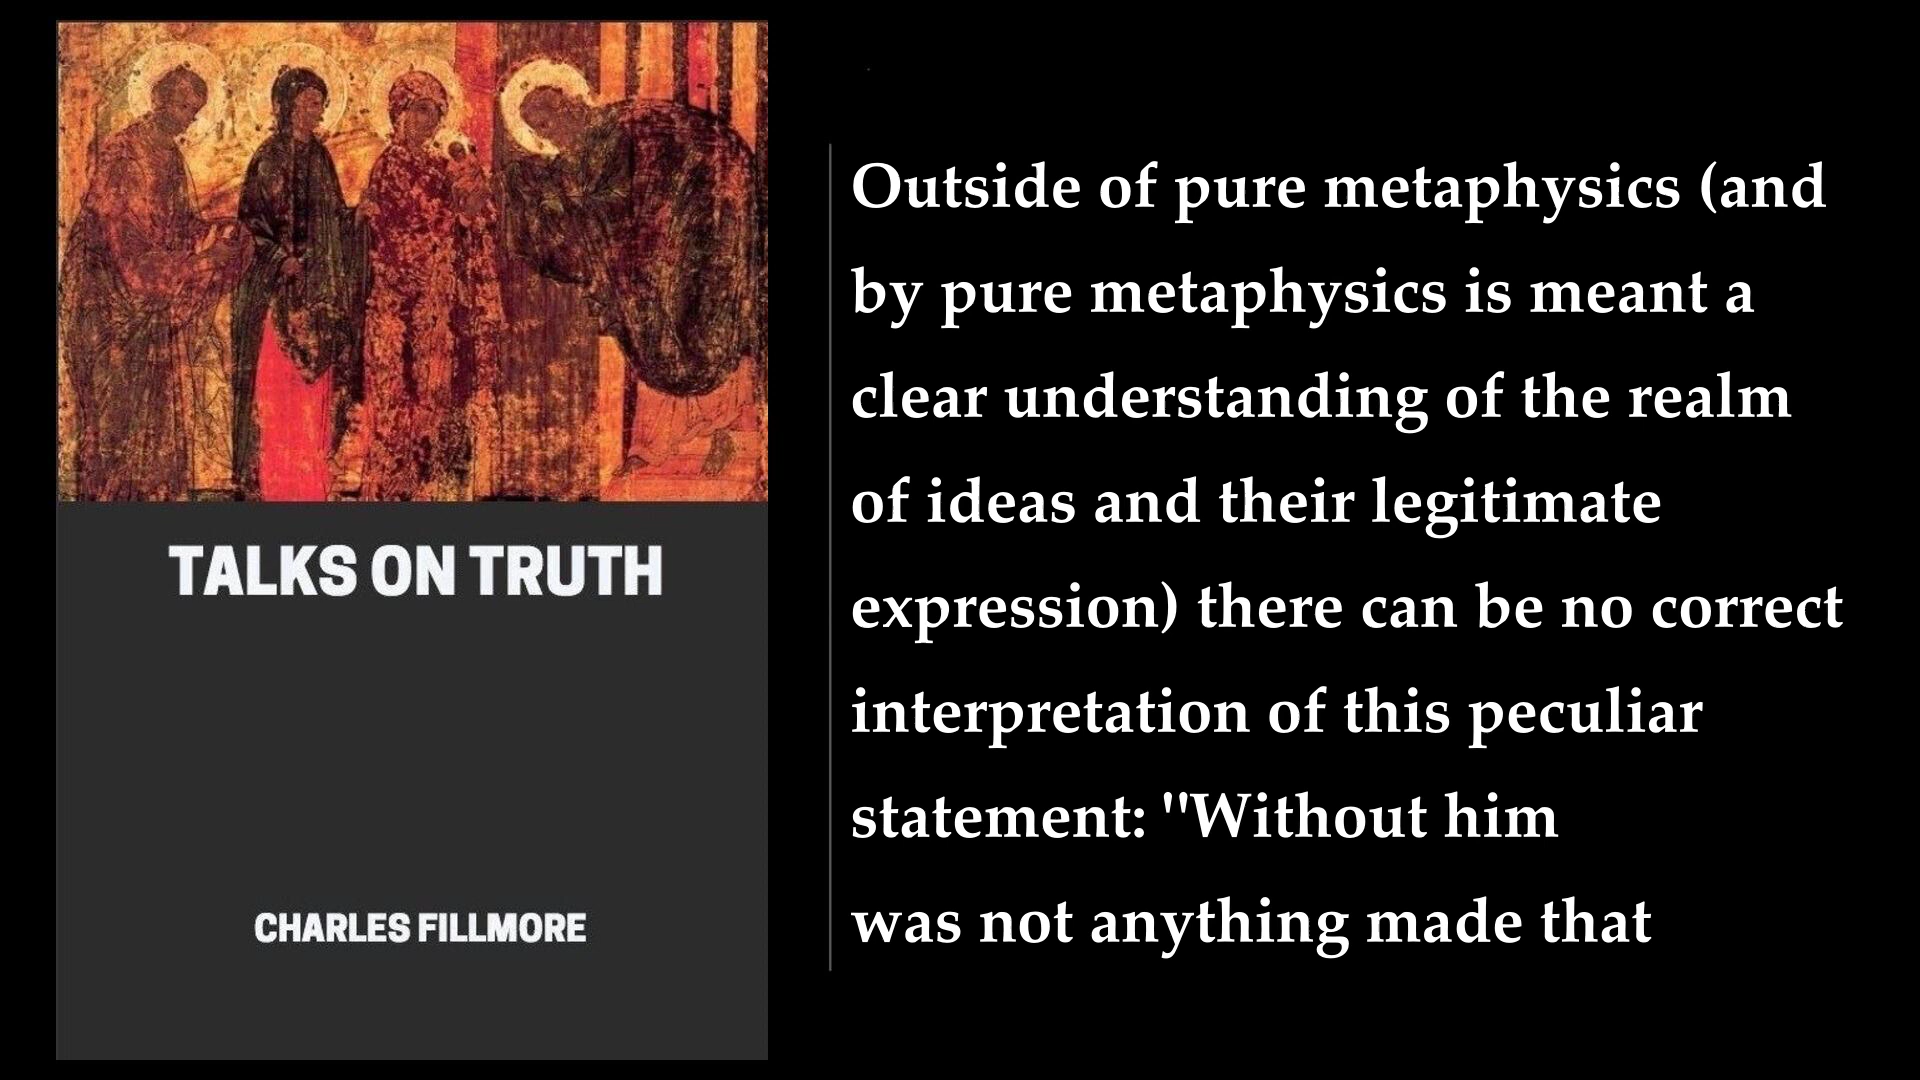 TALKS ON TRUTH
CHARLES FILLMORE
Outside of pure metaphysics (and
by pure metaphysics is meant a
clear understanding of the realm
of ideas and their legitimate
expression) there can be no correct
interpretation of this peculiar
statement: "Without him
was not anything made that